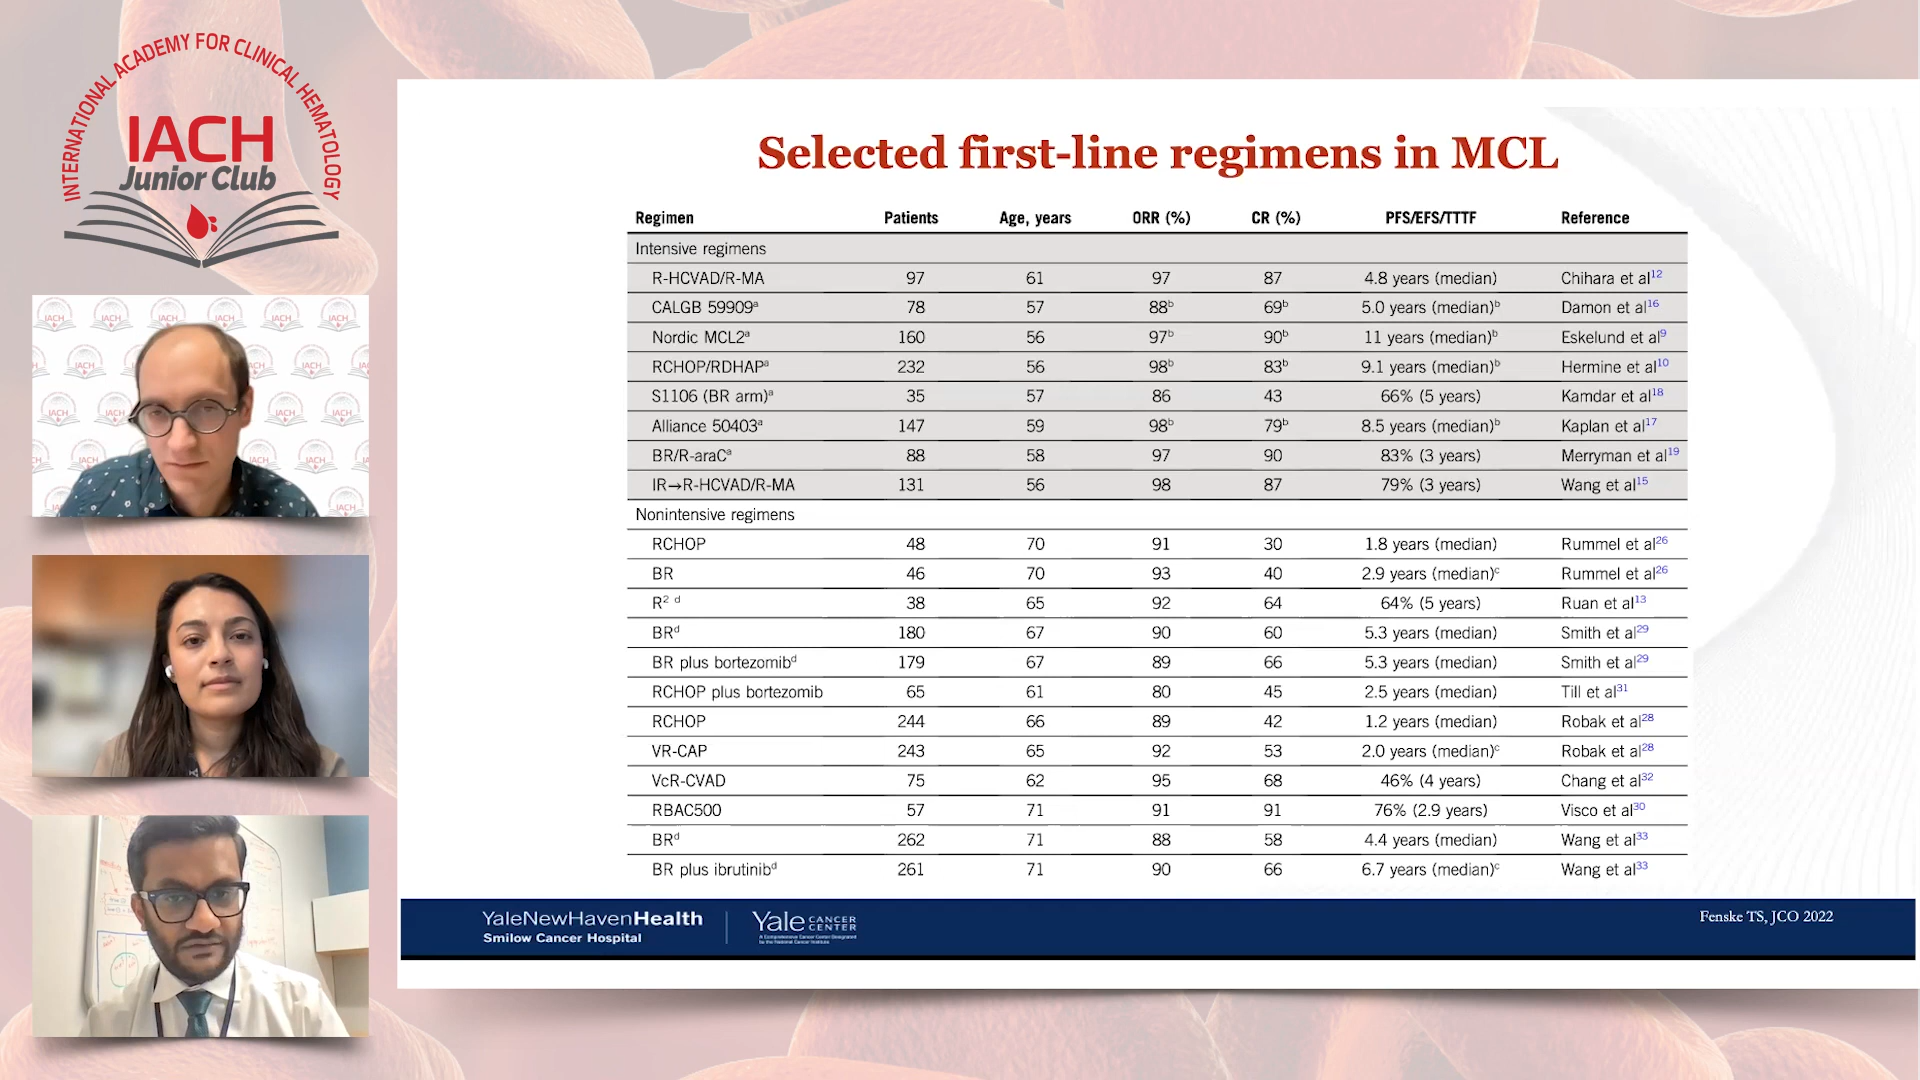 INTERNATIONAL ACADEMY FOR CLINICAL HEMATOLOGY
IACH
Junior Club
Selected first-line regimens in MCL
Regimen Patients Age, years ORR (%) CR (%) PFS/EFS/TTTF Reference
Intensive regimens
R-HCVAD/R-MA 97 61 97 87 4.8 years (median) Chihara et al12
CALGB 59909a 78 57 88b 69b 5.0 years (median)b Damon et al16
Nordic MCL2a 160 56 97b 90b 11 years (median)b Eskelund et al9
RCHOP/RDHAPa 232 56 98b 83b 9.1 years (median)b Hermine et al10
S1106 (BR arm)a 35 57 86 43 66% (5 years) Kamdar et al18
Alliance 50403a 147 59 98b 79b 8.5 years (median)b Kaplan et al17
BR/R-araCa 88 58 97 90 83% (3 years) Merryman et al19
IR→R-HCVAD/R-MA 131 56 98 87 79% (3 years) Wang et al15
Nonintensive regimens
RCHOP 48 70 91 30 1.8 years (median) Rummel et al26
BR 46 70 93 40 2.9 years (median)c Rummel et al26
R2 d 38 65 92 64 64% (5 years) Ruan et al13
BRd 180 67 90 60 5.3 years (median) Smith et al29
BR plus bortezomibd 179 67 89 66 5.3 years (median) Smith et al29
RCHOP plus bortezomib 65 61 80 45 2.5 years (median) Till et al31
RCHOP 244 66 89 42 1.2 years (median) Robak et al28
VR-CAP 243 65 92 53 2.0 years (median)c Robak et al28
VcR-CVAD 75 62 95 68 46% (4 years) Chang et al32
RBAC500 57 71 91 91 76% (2.9 years) Visco et al30
BRd 262 71 88 58 4.4 years (median) Wang et al33
BR plus ibrutinibd 261 71 90 66 6.7 years (median)c Wang et al33
YaleNewHavenHealth
Smilow Cancer Hospital
Yale CANCER CENTER
Fenske TS, JCO 2022